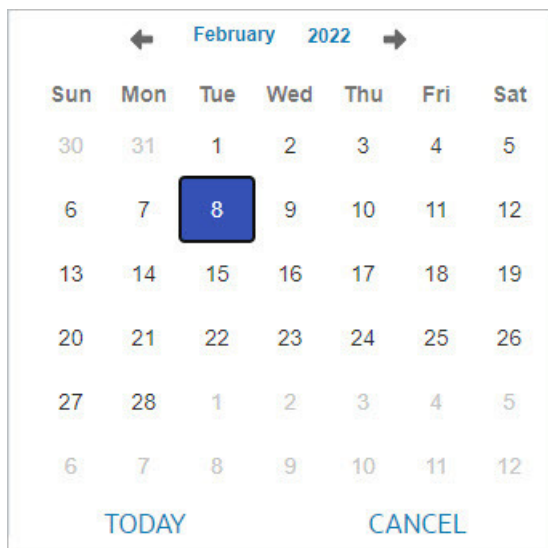 February 2022
Sun Mon Tue Wed Thu Fri Sat
30 31 1 2 3 4 5
6 7 8 9 10 11 12
13 14 15 16 17 18 19
20 21 22 23 24 25 26
27 28 1 2 3 4 5
6 7 8 9 10 11 12
TODAY CANCEL